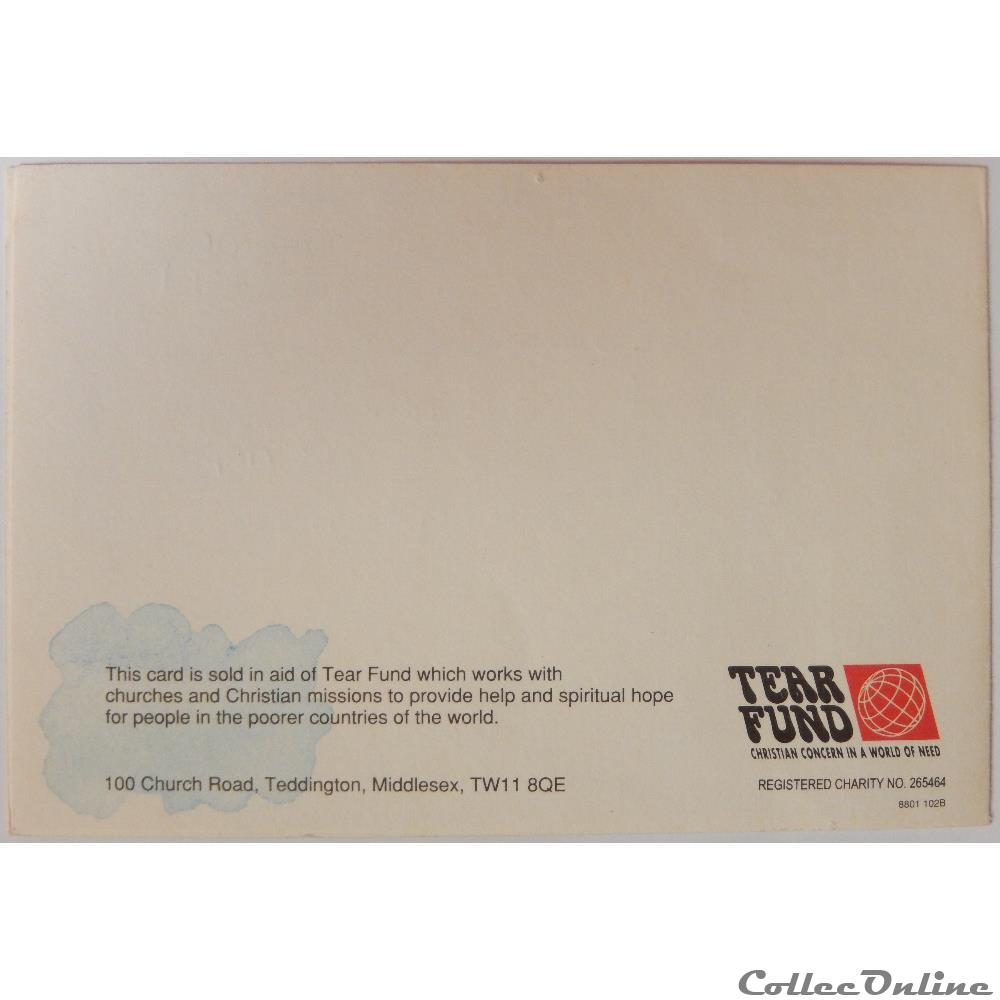 This card is sold in aid of Tear Fund which works with
churches and Christian missions to provide help and spiritual hope
for people in the poorer countries of the world.
100 Church Road, Teddington, Middlesex, TW11 8QE
TEAR
FUND
CHRISTIAN CONCERN IN A WORLD OF NEED
REGISTERED CHARITY NO. 265464
8801 102B
CollecOnline